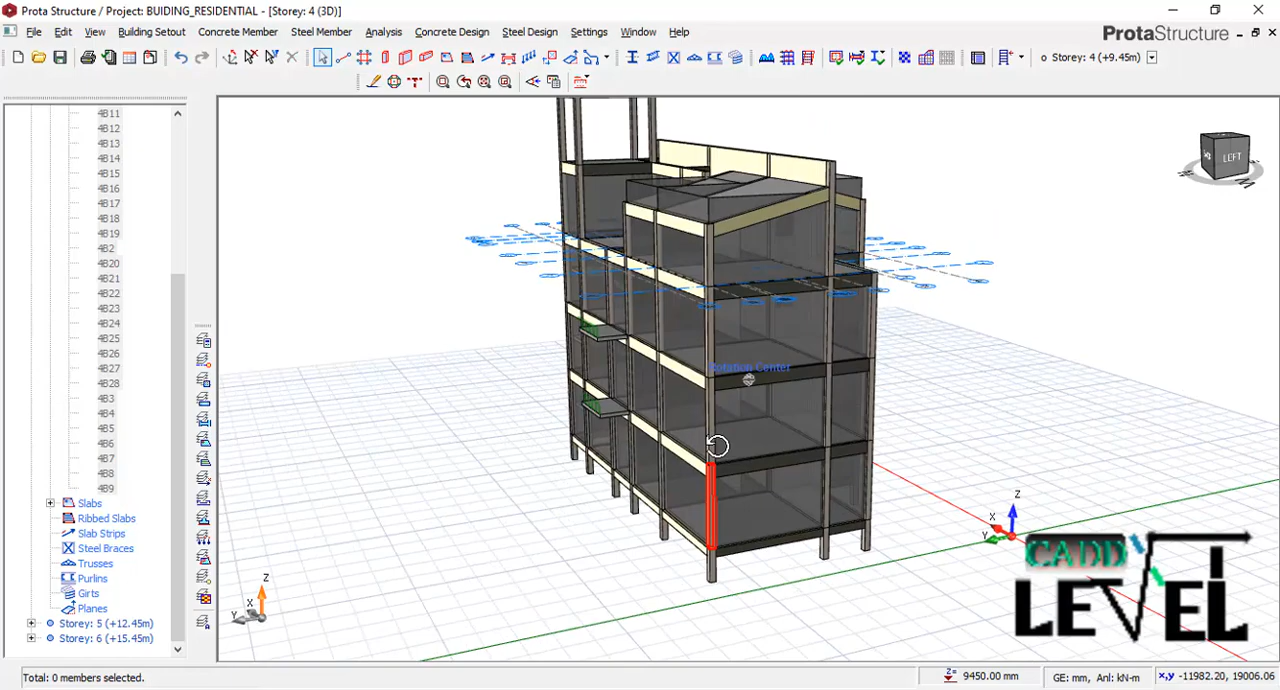 Prota Structure / Project: BUIDING_RESIDENTIAL - [Storey: 4 (3D)]
File Edit View Building Setout Concrete Member Steel Member Analysis Concrete Design Steel Design Settings Window Help
ProtaStructure
o Storey: 4 (+9.45m)
4B11
4B12
4B13
4B14
4B15
4B16
4B17
4B18
4B19
4B2
4B20
4B21
4B22
4B23
4B24
4B25
4B26
4B27
4B28
4B3
4B4
4B5
4B6
4B7
4B8
4B9
Slabs
Ribbed Slabs
Slab Strips
Steel Braces
Trusses
Purlins
Girts
Planes
Storey: 5 (+12.45m)
Storey: 6 (+15.45m)
LEFT
Rotation Center
Z
X
Y
Z
X
Y
CADD
LEVEL
Total: 0 members selected.
Z= 9450.00 mm
GE: mm, Anl: kN-m
x,y -11982.20, 19006.06